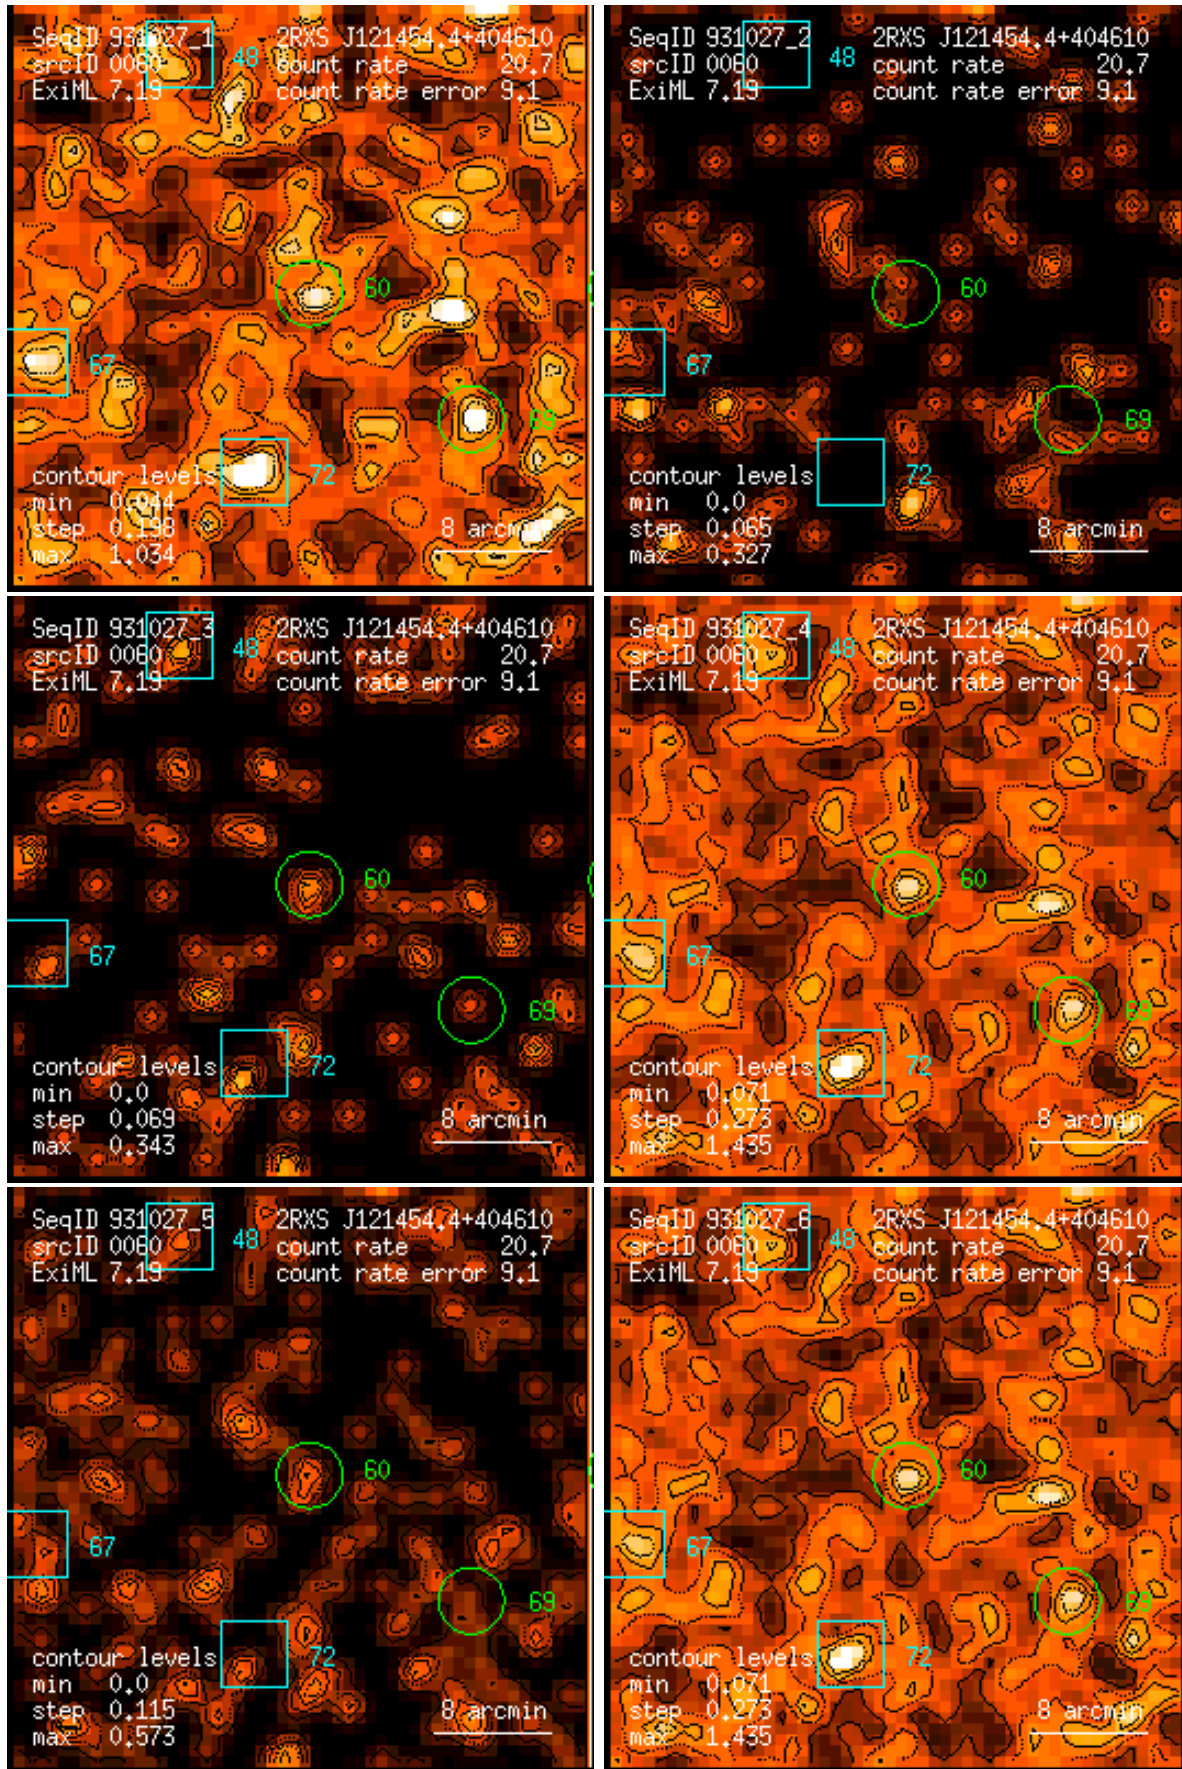 SeqID 931027_1 2RXS J121454.4+404610
srcID 0060 48 count rate 20.7
ExiML 7.19 count rate error 9.1
60
67
69
contour levels 72
min 0.044
step 0.198 8 arcmin
max 1.034
SeqID 931027_2 2RXS J121454.4+404610
srcID 0060 48 count rate 20.7
ExiML 7.19 count rate error 9.1
60
67
69
contour levels 72
min 0.0
step 0.065 8 arcmin
max 0.327
SeqID 931027_3 2RXS J121454.4+404610
srcID 0060 48 count rate 20.7
ExiML 7.19 count rate error 9.1
60
67
69
contour levels 72
min 0.0
step 0.069 8 arcmin
max 0.343
SeqID 931027_4 2RXS J121454.4+404610
srcID 0060 48 count rate 20.7
ExiML 7.19 count rate error 9.1
60
67
69
contour levels 72
min 0.071
step 0.273 8 arcmin
max 1.435
SeqID 931027_5 2RXS J121454.4+404610
srcID 0060 48 count rate 20.7
ExiML 7.19 count rate error 9.1
60
67
69
contour levels 72
min 0.0
step 0.115 8 arcmin
max 0.573
SeqID 931027_6 2RXS J121454.4+404610
srcID 0060 48 count rate 20.7
ExiML 7.19 count rate error 9.1
60
67
69
contour levels 72
min 0.071
step 0.273 8 arcmin
max 1.435